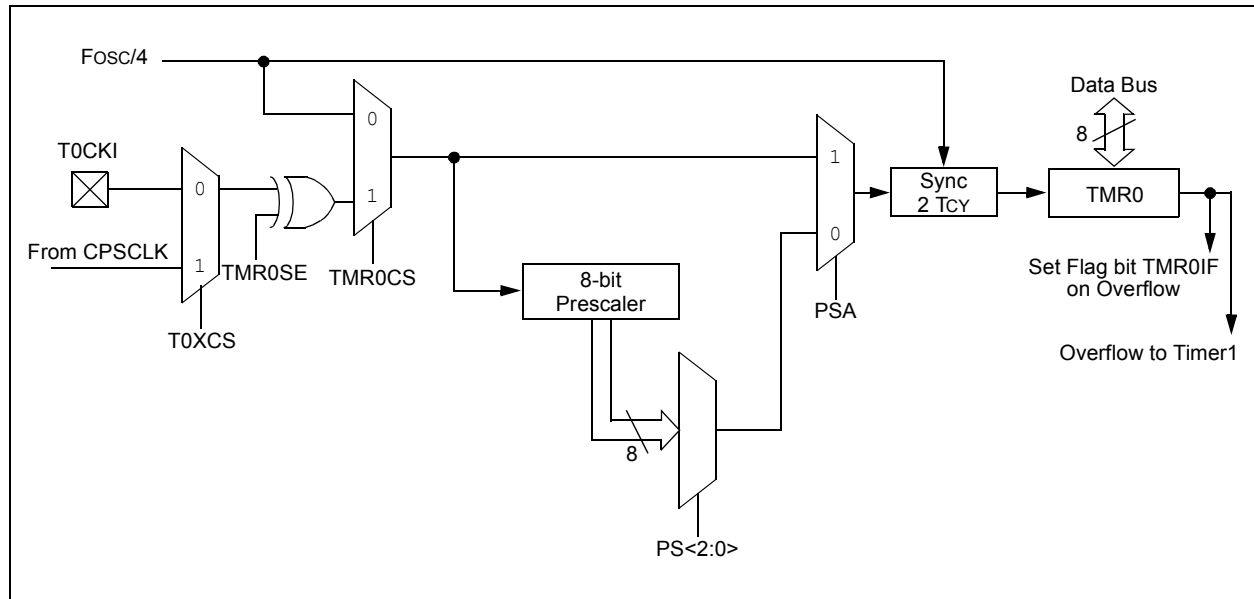 FOSC/4
T0CKI
0
1
From CPSCLK
T0XCS
TMR0SE
0
1
TMR0CS
8-bit
Prescaler
8
PS<2:0>
1
0
PSA
Sync
2 TCY
Data Bus
8
TMR0
Set Flag bit TMR0IF
on Overflow
Overflow to Timer1